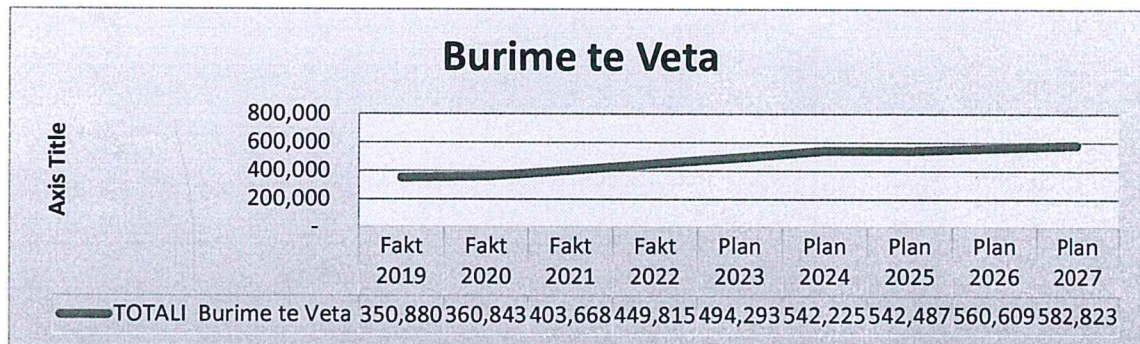 Burime te Veta
Axis Title
800,000
600,000
400,000
200,000
-
Fakt 2019 Fakt 2020 Fakt 2021 Fakt 2022 Plan 2023 Plan 2024 Plan 2025 Plan 2026 Plan 2027
TOTALI Burime te Veta 350,880 360,843 403,668 449,815 494,293 542,225 542,487 560,609 582,823